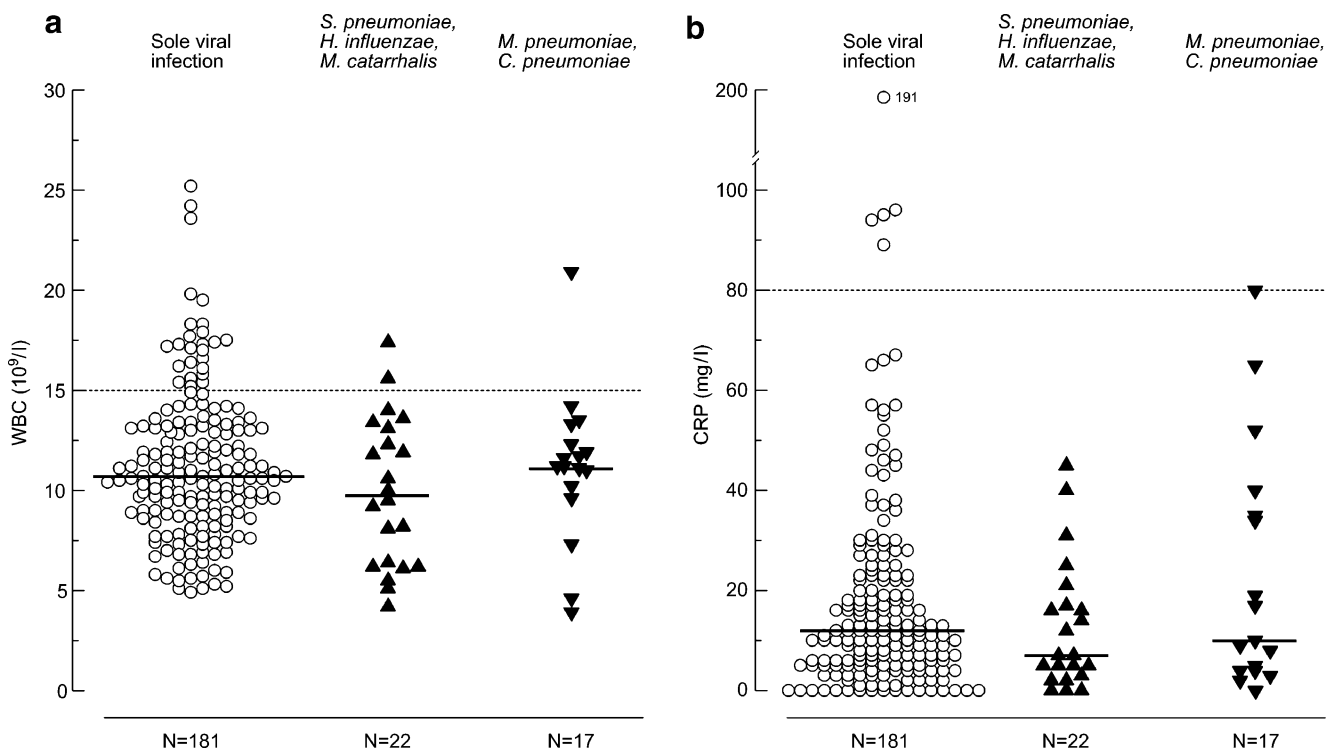 a
Sole viral
infection
S. pneumoniae,
H. influenzae,
M. catarrhalis
M. pneumoniae,
C. pneumoniae
WBC (10⁹/l)
30
25
20
15
10
5
0
N=181
N=22
N=17
b
Sole viral
infection
S. pneumoniae,
H. influenzae,
M. catarrhalis
M. pneumoniae,
C. pneumoniae
CRP (mg/l)
200
191
100
80
60
40
20
0
N=181
N=22
N=17